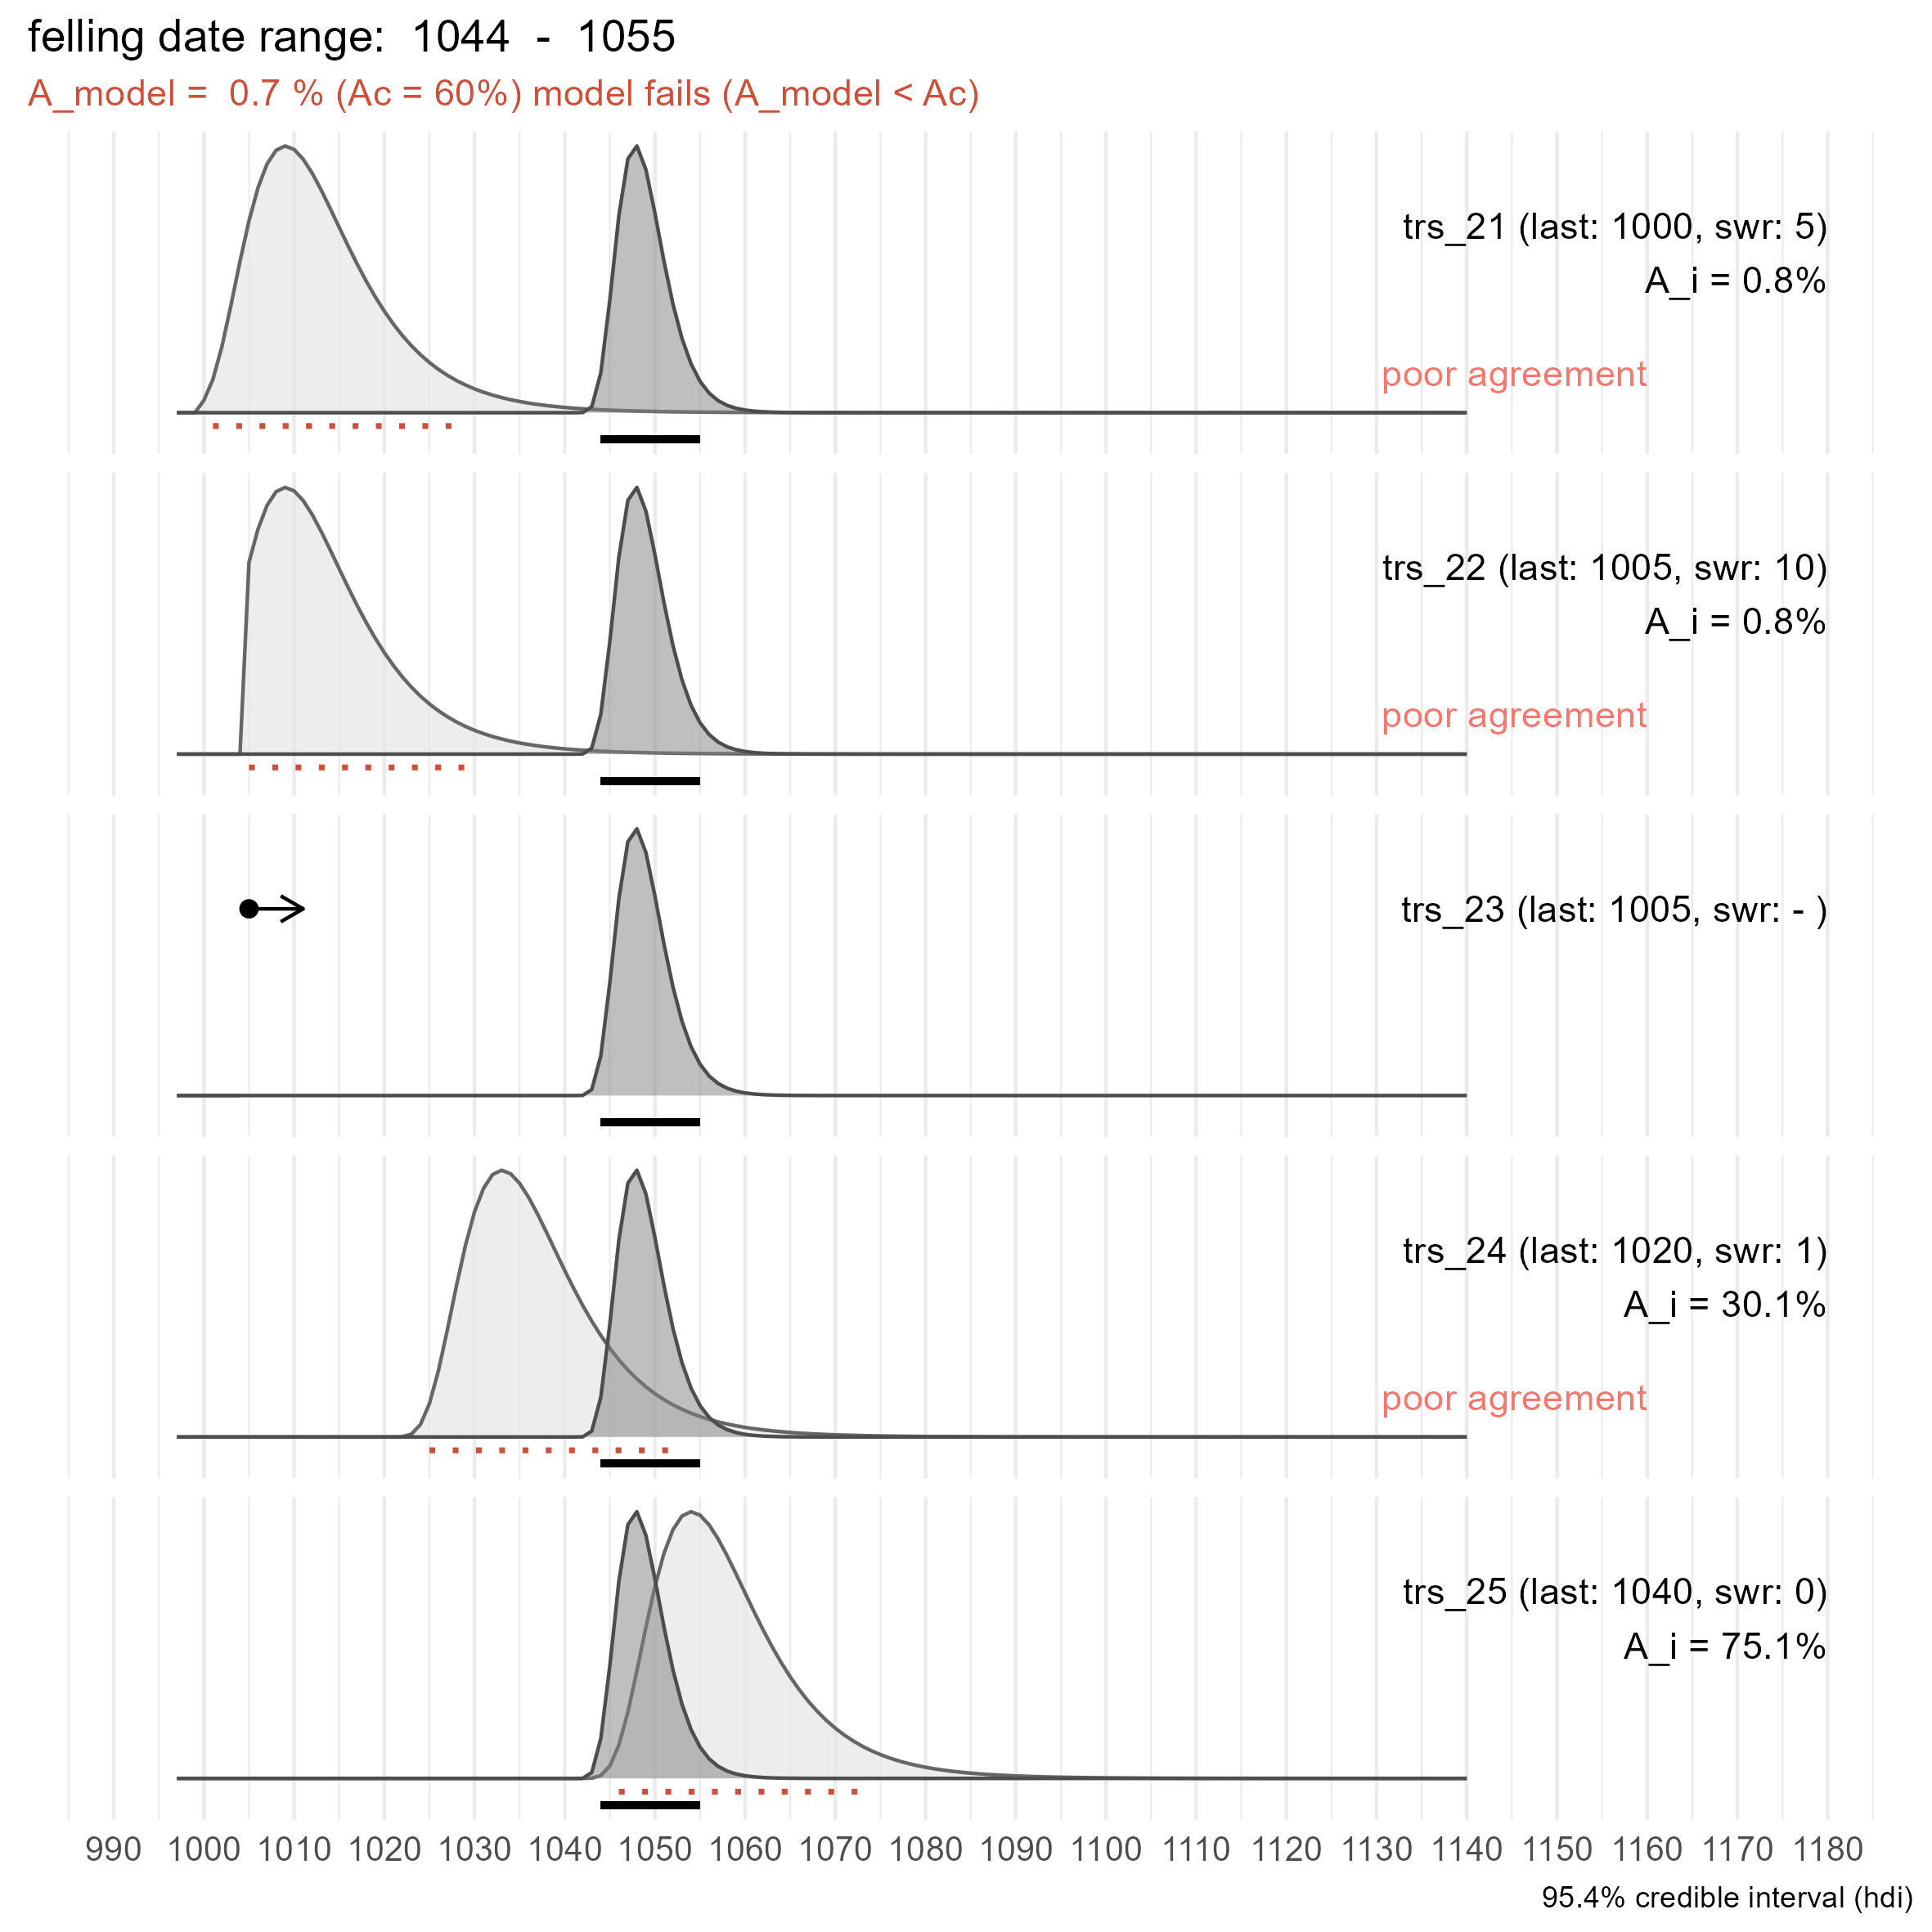 felling date range:  1044  -  1055
A_model =  0.7 % (Ac = 60%) model fails (A_model < Ac)
trs_21 (last: 1000, swr: 5)
A_i = 0.8%
poor agreement
trs_22 (last: 1005, swr: 10)
A_i = 0.8%
poor agreement
trs_23 (last: 1005, swr: - )
trs_24 (last: 1020, swr: 1)
A_i = 30.1%
poor agreement
trs_25 (last: 1040, swr: 0)
A_i = 75.1%
990 1000 1010 1020 1030 1040 1050 1060 1070 1080 1090 1100 1110 1120 1130 1140 1150 1160 1170 1180
95.4% credible interval (hdi)